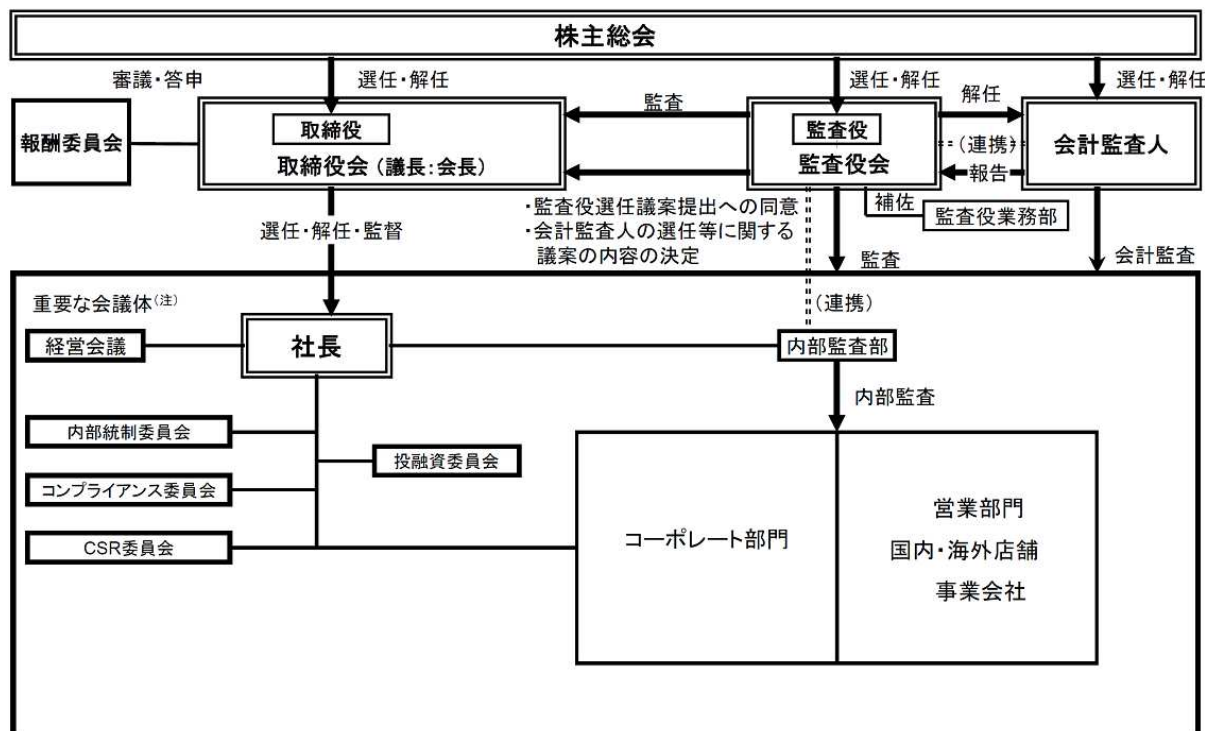 株主総会
審議・答申
選任・解任
選任・解任
選任・解任
報酬委員会
取締役
取締役会（議長：会長）
監査
監査役
監査役会
解任
（連携）
報告
会計監査人
選任・解任・監督
・監査役選任議案提出への同意
・会計監査人の選任等に関する
議案の内容の決定
補佐
監査役業務部
監査
会計監査
重要な会議体（注）
（連携）
経営会議
社長
内部監査部
内部監査
内部統制委員会
投融資委員会
コンプライアンス委員会
CSR委員会
コーポレート部門
営業部門
国内・海外店舗
事業会社